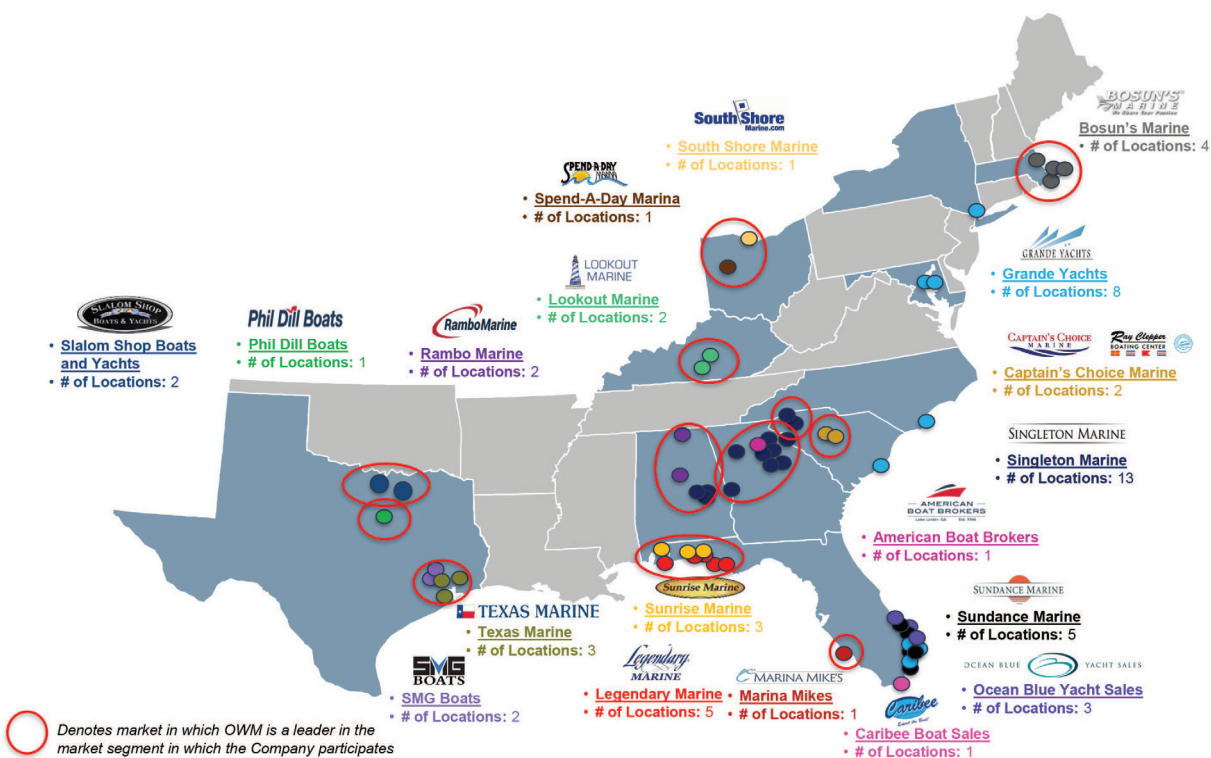 BOSUN'S
MARINE
We Share Your Passion
Bosun's Marine
• # of Locations: 4
South Shore
Marine.com
• South Shore Marine
• # of Locations: 1
SPEND-A-DAY
MARINA
• Spend-A-Day Marina
• # of Locations: 1
GRANDE YACHTS
• Grande Yachts
• # of Locations: 8
LOOKOUT
MARINE
• Lookout Marine
• # of Locations: 2
SLALOM SHOP
BOATS & YACHTS
• Slalom Shop Boats
and Yachts
• # of Locations: 2
Phil Dill Boats
• Phil Dill Boats
• # of Locations: 1
RamboMarine
• Rambo Marine
• # of Locations: 2
CAPTAIN'S CHOICE
MARINE
Ray Clepper
BOATING CENTER
• Captain's Choice Marine
• # of Locations: 2
SINGLETON MARINE
• Singleton Marine
• # of Locations: 13
AMERICAN
BOAT BROKERS
• American Boat Brokers
• # of Locations: 1
SUNDANCE MARINE
• Sundance Marine
• # of Locations: 5
Sunrise Marine
• Sunrise Marine
• # of Locations: 3
TEXAS MARINE
• Texas Marine
• # of Locations: 3
OCEAN BLUE YACHT SALES
• Ocean Blue Yacht Sales
• # of Locations: 3
SMG
BOATS
• SMG Boats
• # of Locations: 2
Legendary
MARINE
• Legendary Marine
• # of Locations: 5
MARINA MIKE'S
• Marina Mikes
• # of Locations: 1
Caribee
• Caribee Boat Sales
• # of Locations: 1
Denotes market in which OWM is a leader in the
market segment in which the Company participates